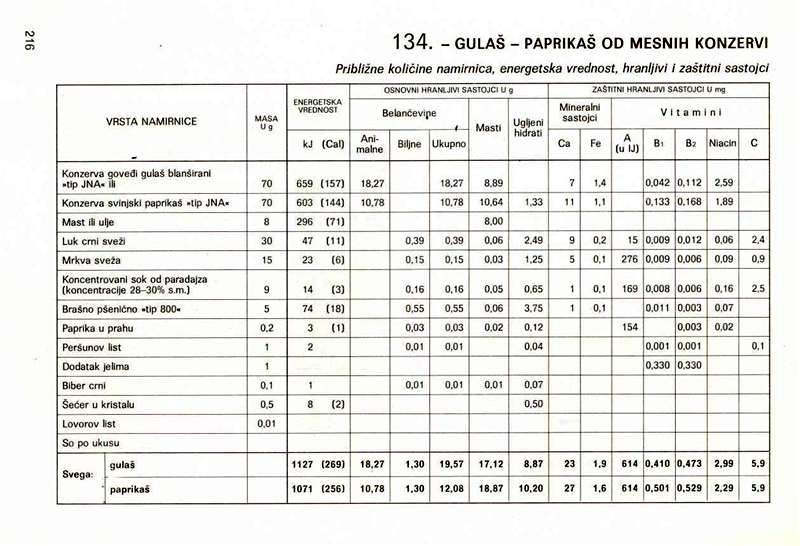 216
134. – GULAŠ – PAPRIKAŠ OD MESNIH KONZERVI
Približne količine namirnica, energetska vrednost, hranljivi i zaštitni sastojci
VRSTA NAMIRNICE MASA U g ENERGETSKA VREDNOST OSNOVNI HRANLJIVI SASTOJCI U g ZAŠTITNI HRANLJIVI SASTOJCI U mg
Belančevine Masti Ugljeni hidrati Mineralni sastojci Vitamini
kJ (Cal) Ani-malne Biljne Ukupno Ca Fe A (u IJ) B1 B2 Niacin C
Konzerva goveđi gulaš blanširani
»tip JNA« ili 70 659 (157) 18,27 18,27 8,89 7 1,4 0,042 0,112 2,59
Konzerva svinjski paprikaš »tip JNA« 70 603 (144) 10,78 10,78 10,64 1,33 11 1,1 0,133 0,168 1,89
Mast ili ulje 8 296 (71) 8,00
Luk crni sveži 30 47 (11) 0,39 0,39 0,06 2,49 9 0,2 15 0,009 0,012 0,06 2,4
Mrkva sveža 15 23 (6) 0,15 0,15 0,03 1,25 5 0,1 276 0,009 0,006 0,09 0,9
Koncentrovani sok od paradajza
(koncentracije 28–30% s.m.) 9 14 (3) 0,16 0,16 0,05 0,65 1 0,1 169 0,008 0,006 0,16 2,5
Brašno pšenično »tip 800« 5 74 (18) 0,55 0,55 0,06 3,75 1 0,1 0,011 0,003 0,07
Paprika u prahu 0,2 3 (1) 0,03 0,03 0,02 0,12 154 0,003 0,02
Peršunov list 1 2 0,01 0,01 0,04 0,001 0,001 0,1
Dodatak jelima 1 0,330 0,330
Biber crni 0,1 1 0,01 0,01 0,01 0,07
Šećer u kristalu 0,5 8 (2) 0,50
Lovorov list 0,01
So po ukusu
Svega: gulaš 1127 (269) 18,27 1,30 19,57 17,12 8,87 23 1,9 614 0,410 0,473 2,99 5,9
paprikaš 1071 (256) 10,78 1,30 12,08 18,87 10,20 27 1,6 614 0,501 0,529 2,29 5,9